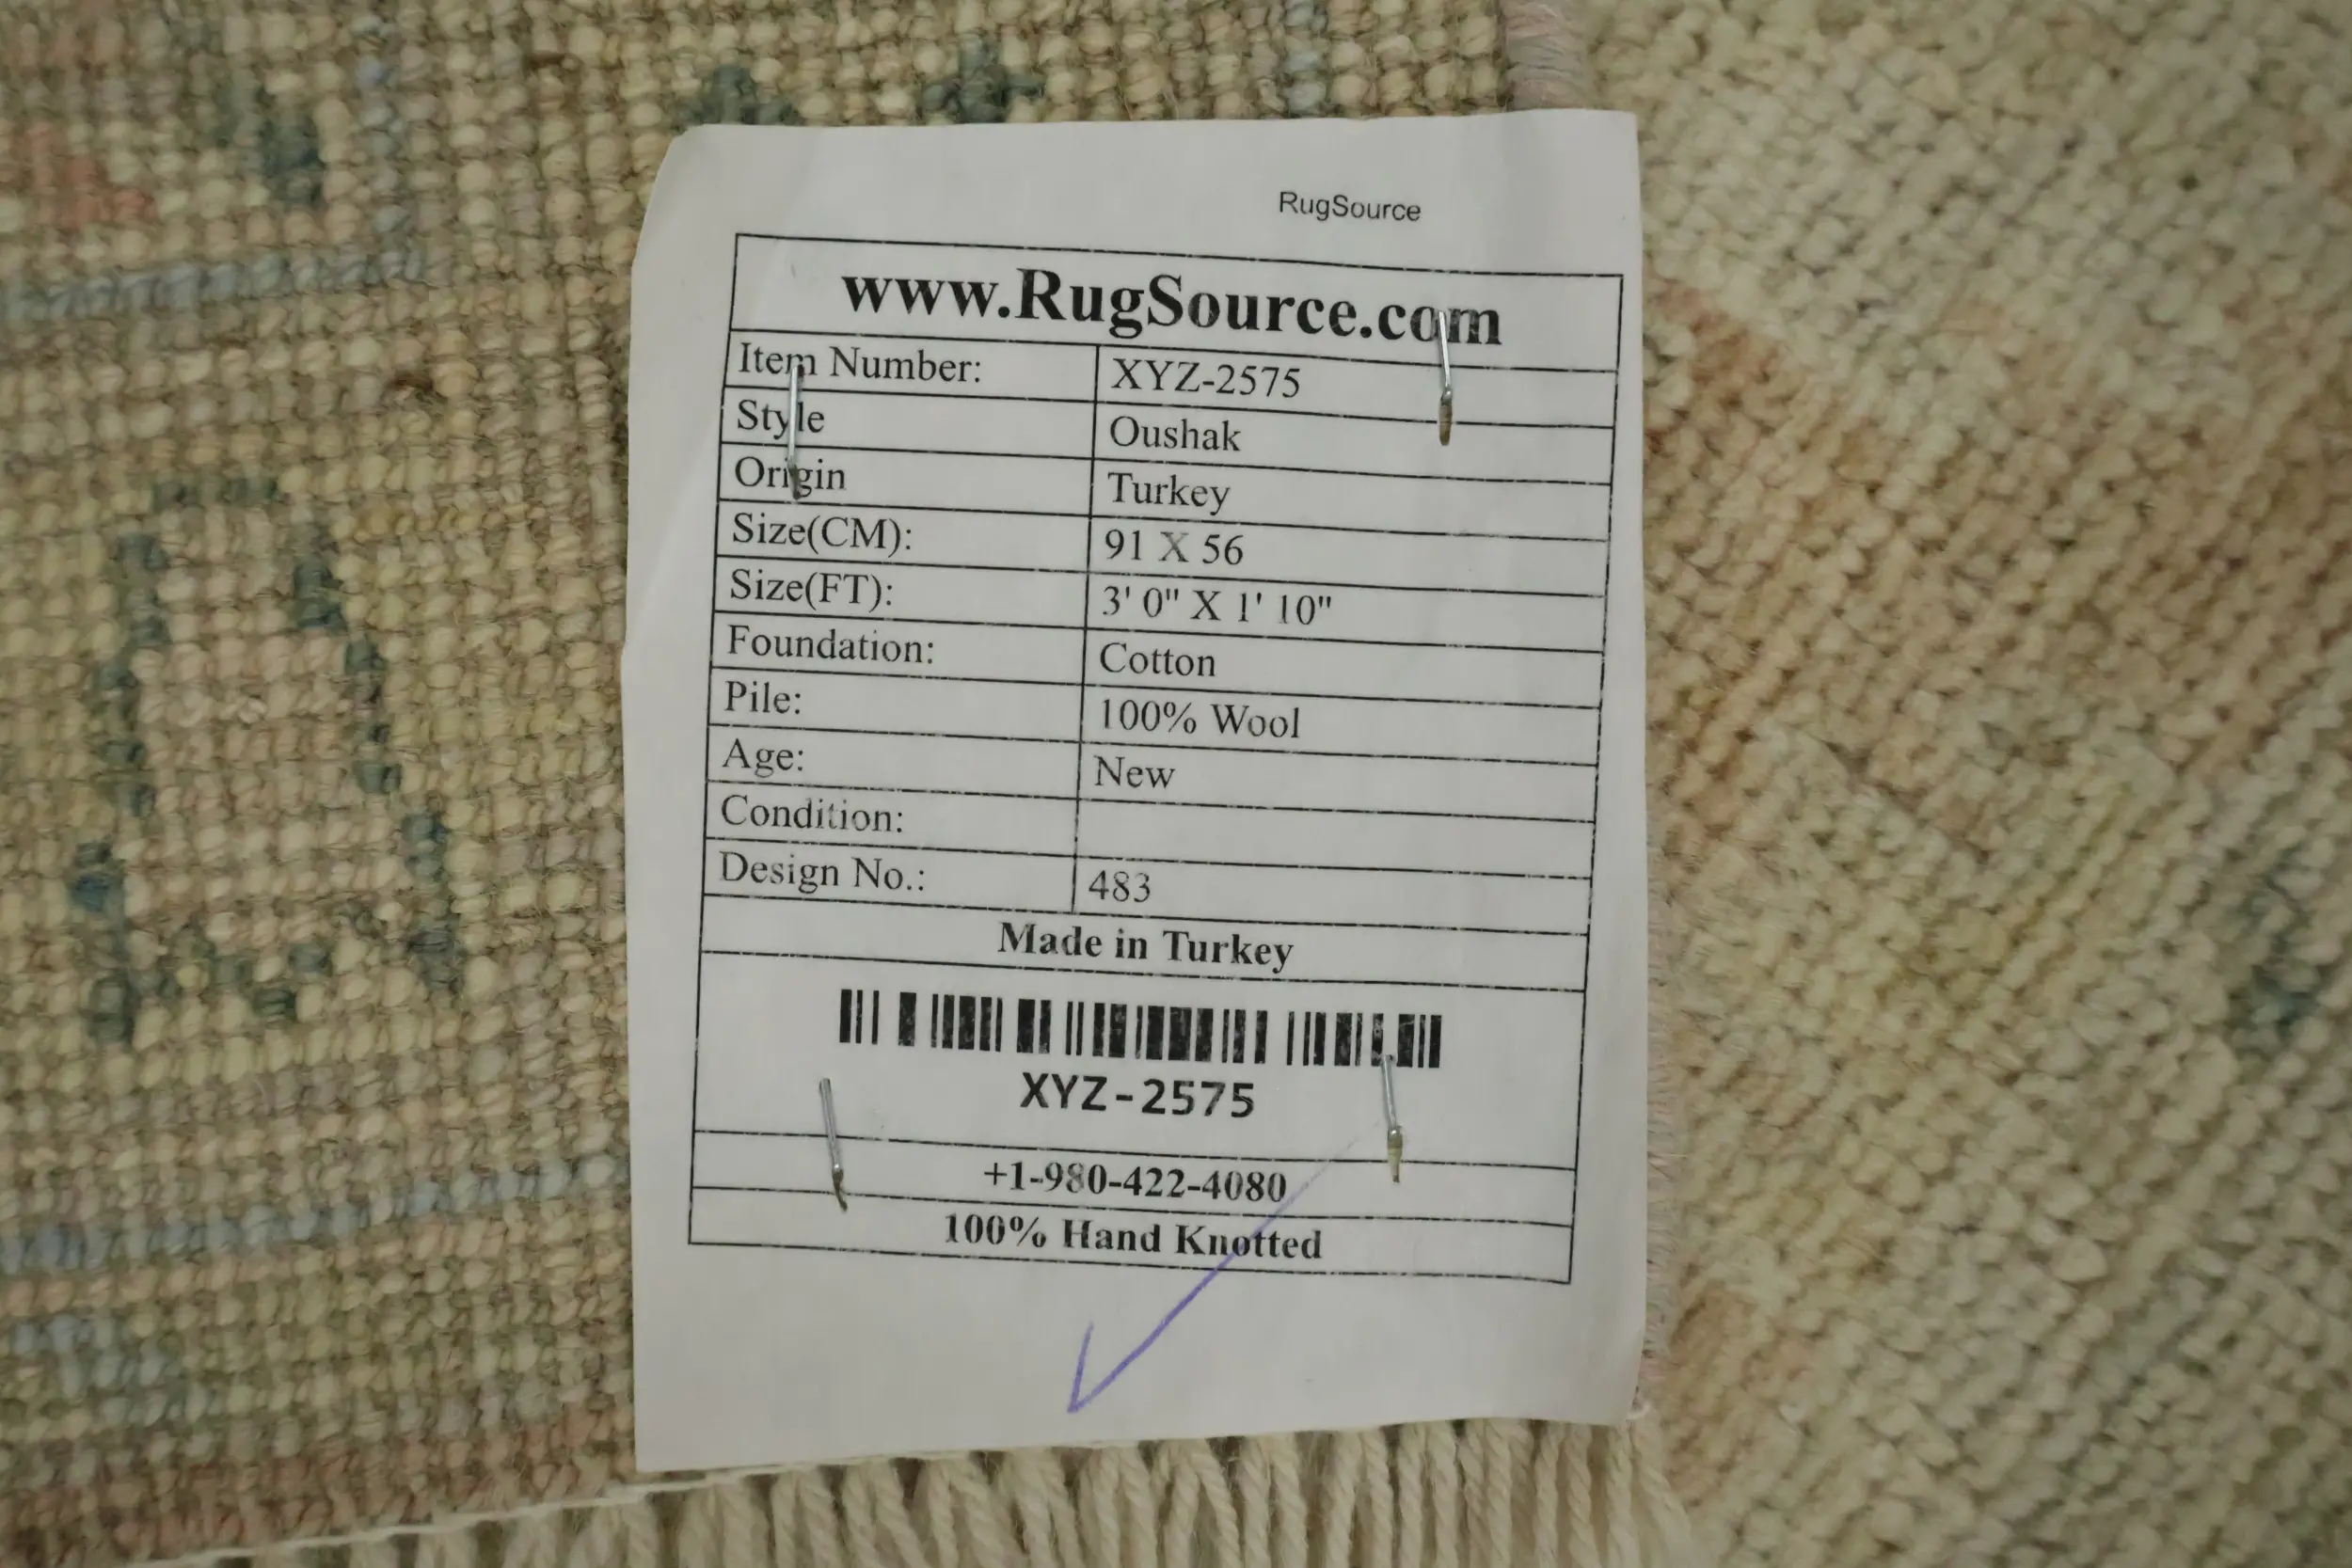 RugSource
www.RugSource.com
Item Number: XYZ-2575
Style Oushak
Origin Turkey
Size(CM): 91 X 56
Size(FT): 3' 0" X 1' 10"
Foundation: Cotton
Pile: 100% Wool
Age: New
Condition:
Design No.: 483
Made in Turkey
XYZ-2575
+1-980-422-4080
100% Hand Knotted